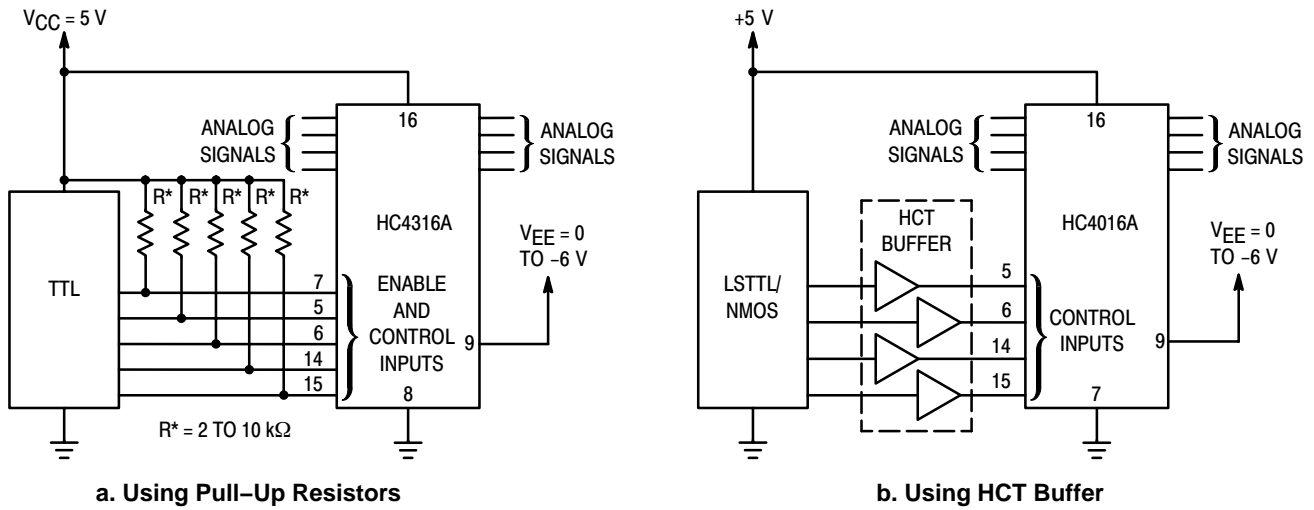 VCC = 5 V
16
ANALOG
SIGNALS
ANALOG
SIGNALS
R* R* R* R* R*
HC4316A
VEE = 0
TO −6 V
TTL
7
5
6
14
15
ENABLE
AND
CONTROL
INPUTS
9
8
R* = 2 TO 10 kΩ
a. Using Pull−Up Resistors
+5 V
16
ANALOG
SIGNALS
ANALOG
SIGNALS
HCT
BUFFER
HC4016A
VEE = 0
TO −6 V
LSTTL/
NMOS
5
6
14
15
CONTROL
INPUTS
9
7
b. Using HCT Buffer